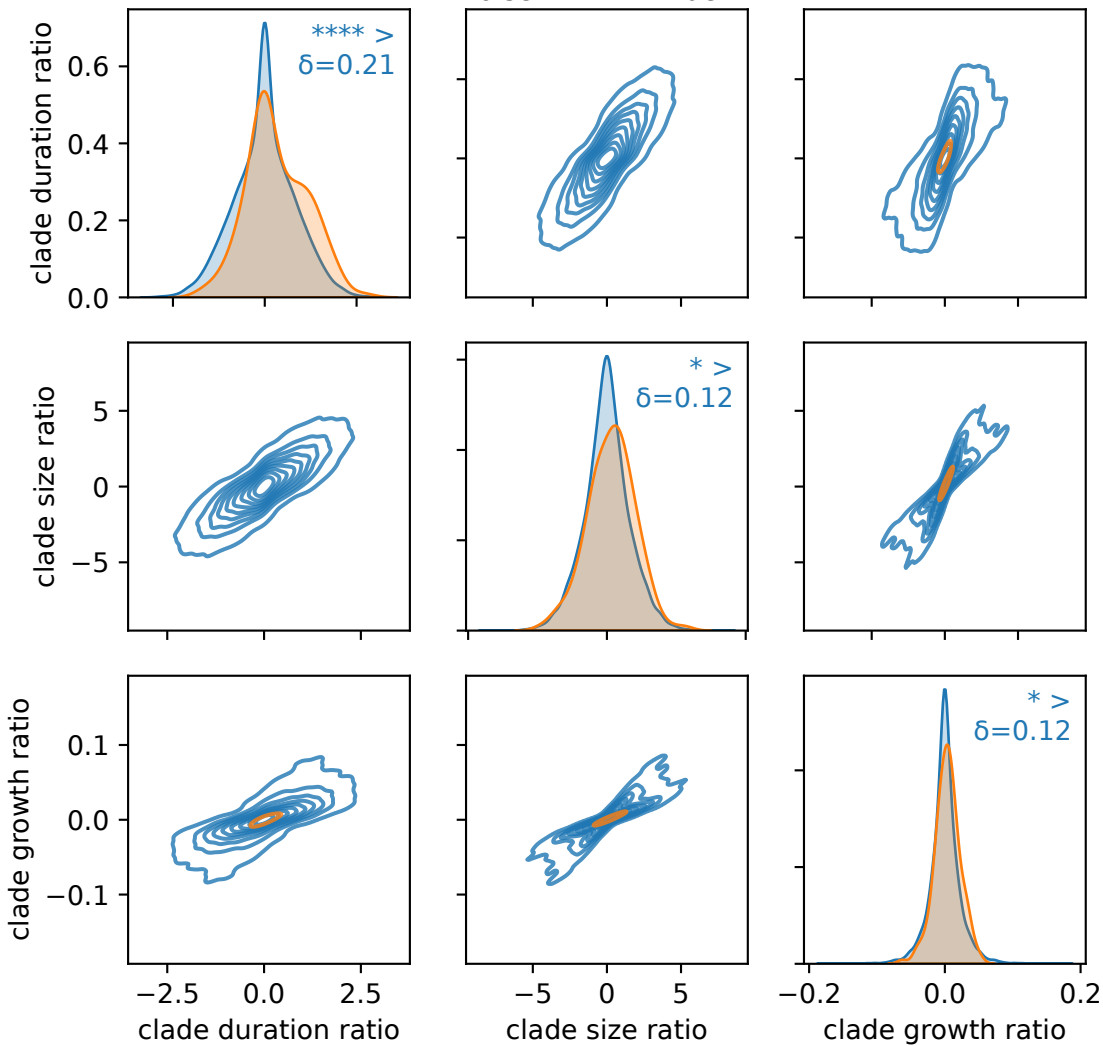 clade duration ratio
0.6
0.4
0.2
0.0
**** >
δ=0.21
clade size ratio
5
0
−5
* >
δ=0.12
clade growth ratio
0.1
0.0
−0.1
* >
δ=0.12
−2.5 0.0 2.5
−5 0 5
−0.2 0.0 0.2
clade duration ratio
clade size ratio
clade growth ratio